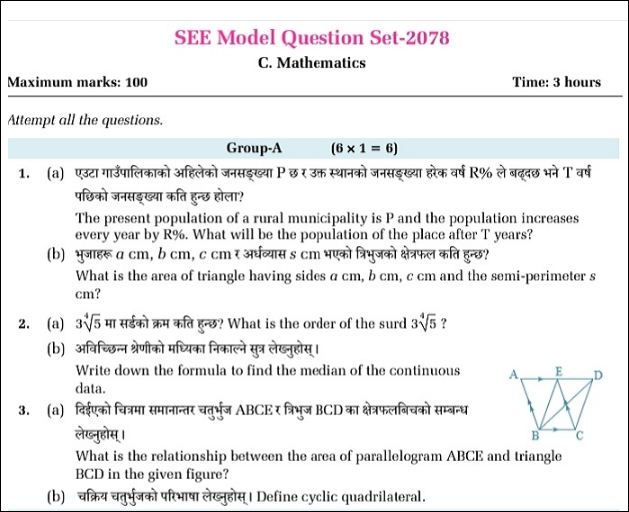 SEE Model Question Set-2078
C. Mathematics
Maximum marks: 100 Time: 3 hours
Attempt all the questions.
Group-A (6 × 1 = 6)
1. (a) एउटा गाउँपालिकाको अहिलेको जनसङ्ख्या P छ र उक्त स्थानको जनसङ्ख्या हरेक वर्ष R% ले बढ्दछ भने T वर्ष
पछिको जनसङ्ख्या कति हुन्छ होला?
The present population of a rural municipality is P and the population increases
every year by R%. What will be the population of the place after T years?
(b) भुजाहरू a cm, b cm, c cm र अर्धव्यास s cm भएको त्रिभुजको क्षेत्रफल कति हुन्छ?
What is the area of triangle having sides a cm, b cm, c cm and the semi-perimeter s
cm?
2. (a) 3∜5 मा सर्डको क्रम कति हुन्छ? What is the order of the surd 3∜5 ?
(b) अविच्छिन्न श्रेणीको मध्यिका निकाल्ने सुत्र लेख्नुहोस् ।
Write down the formula to find the median of the continuous
data.
A E D
B C
3. (a) दिईएको चित्रमा समानान्तर चतुर्भुज ABCE र त्रिभुज BCD का क्षेत्रफलबिचको सम्बन्ध
लेख्नुहोस् ।
What is the relationship between the area of parallelogram ABCE and triangle
BCD in the given figure?
(b) चक्रिय चतुर्भुजको परिभाषा लेख्नुहोस् । Define cyclic quadrilateral.